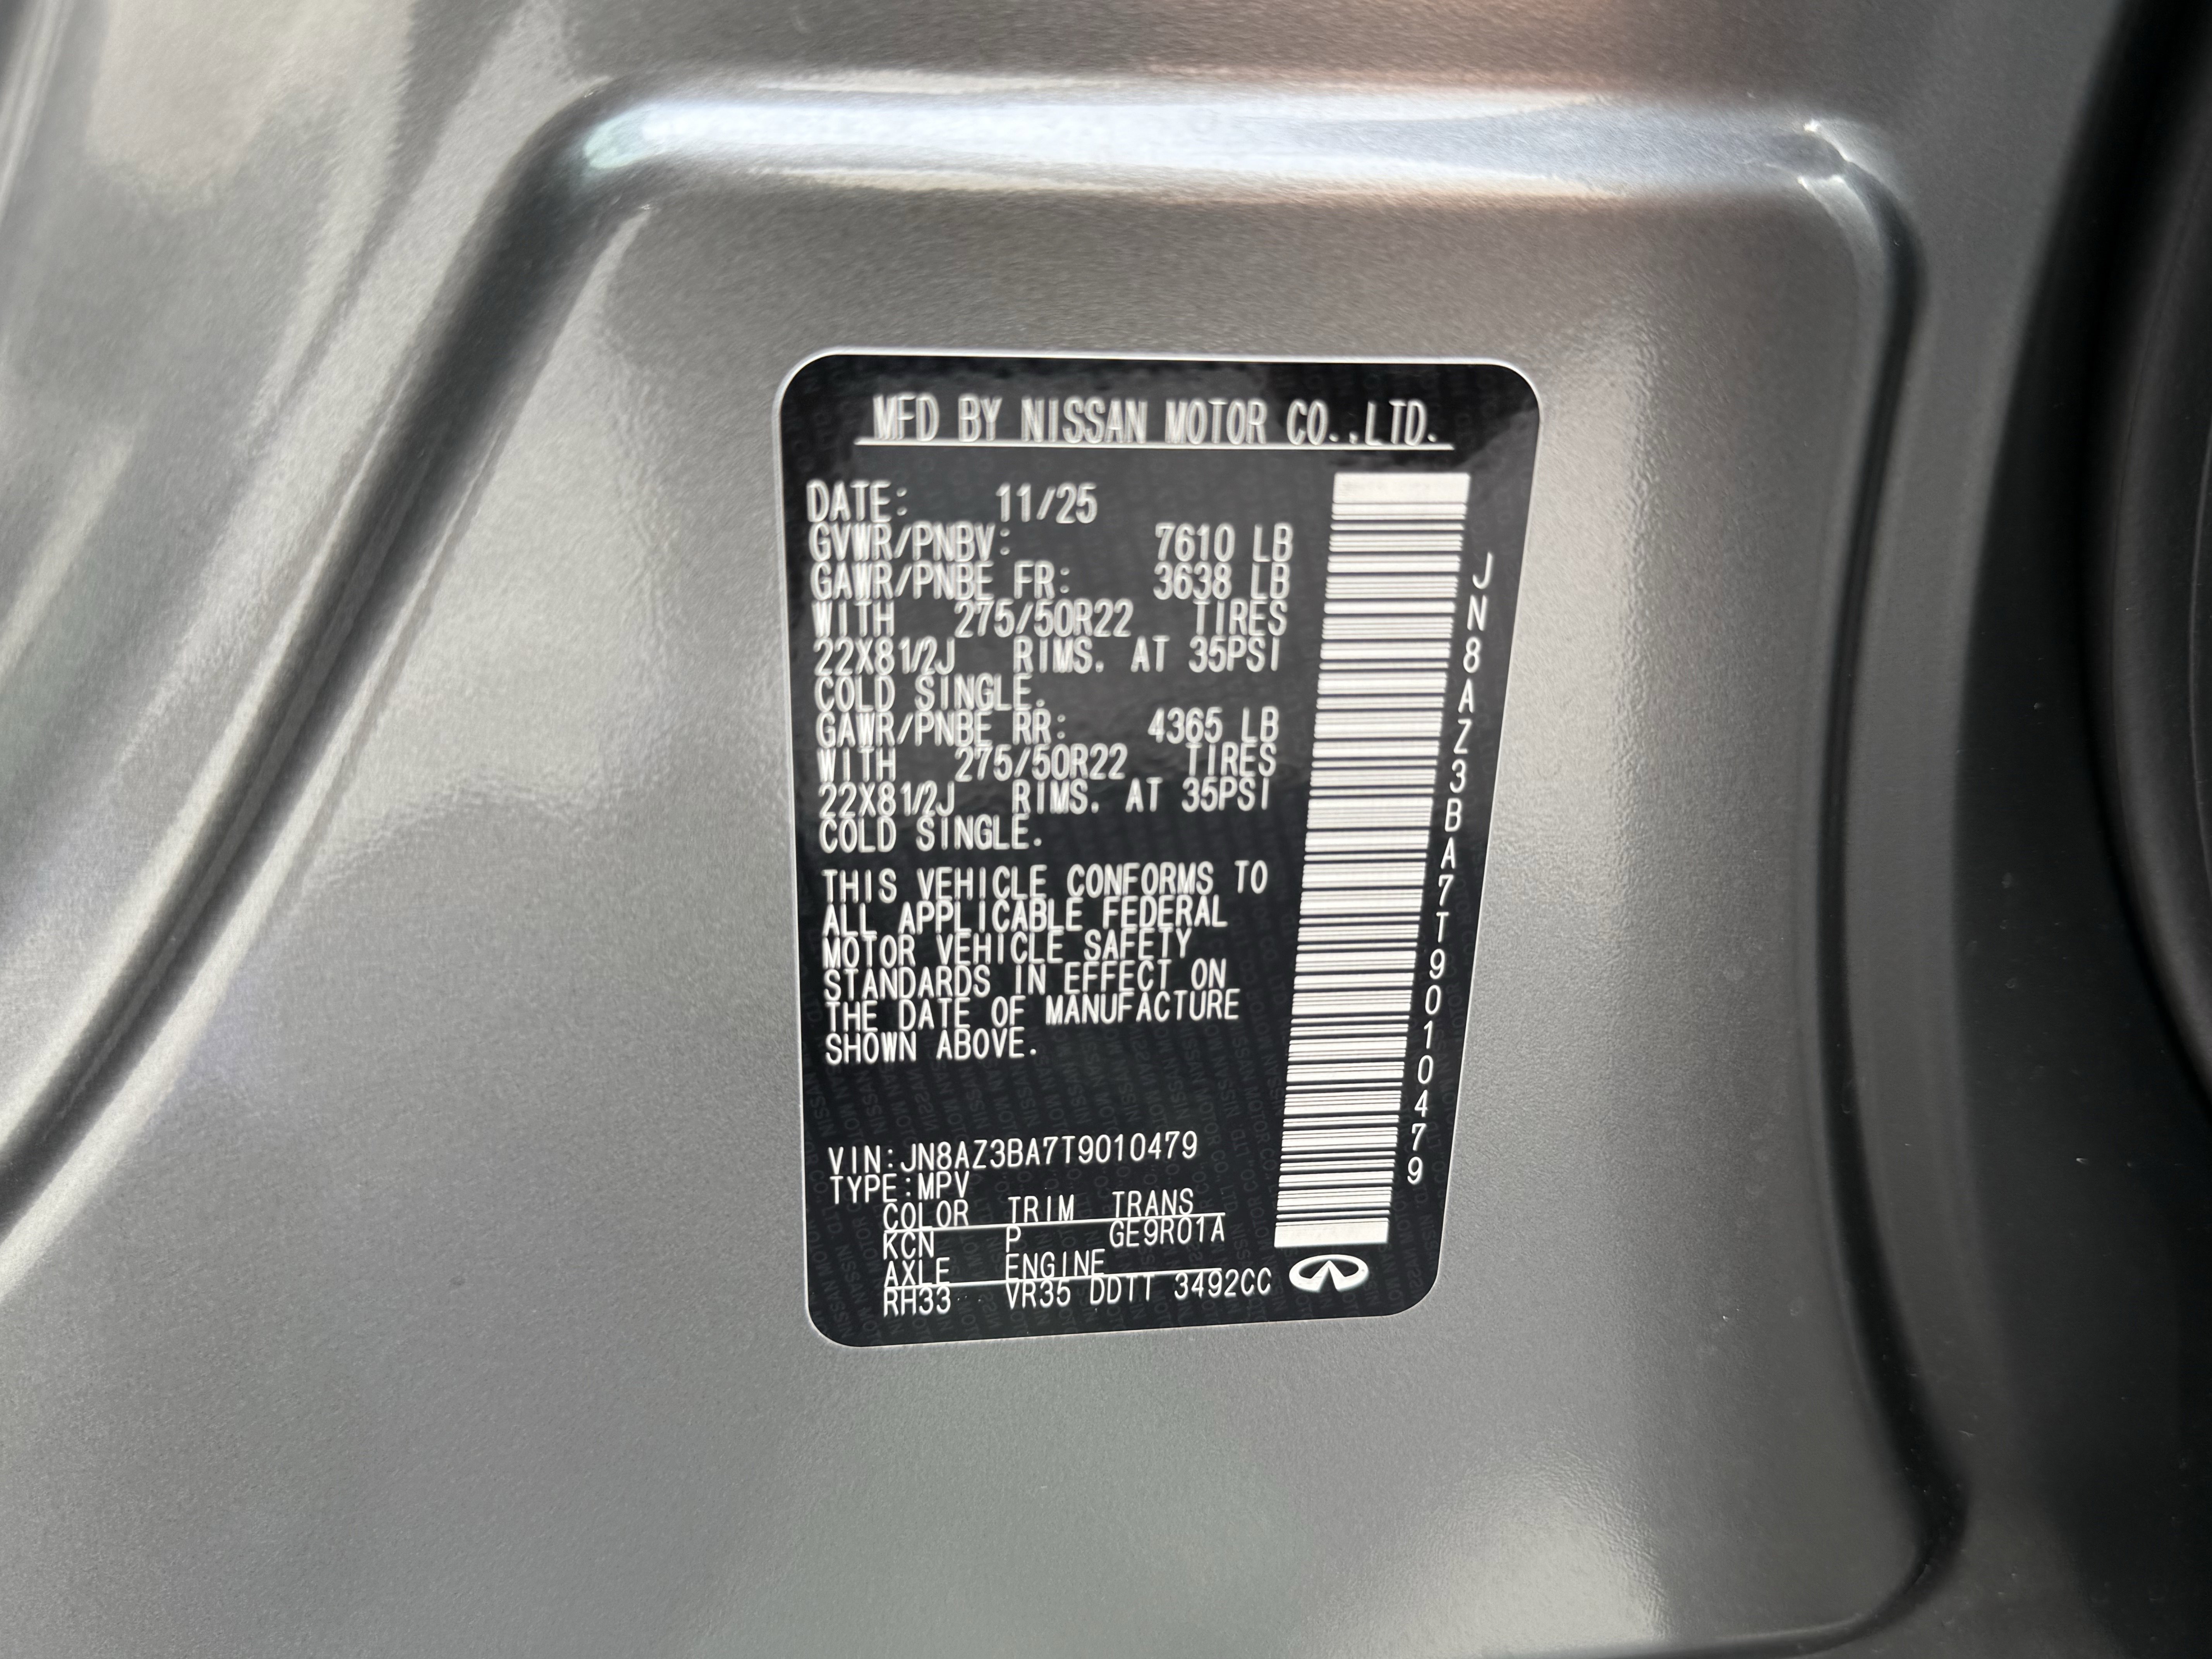 MFD BY NISSAN MOTOR CO.,LTD.
DATE: 11/25
GVWR/PNBV: 7610 LB
GAWR/PNBE FR: 3638 LB
WITH 275/50R22 TIRES
22X81/2J RIMS. AT 35PSI
COLD SINGLE.
GAWR/PNBE RR: 4365 LB
WITH 275/50R22 TIRES
22X81/2J RIMS. AT 35PSI
COLD SINGLE.
THIS VEHICLE CONFORMS TO
ALL APPLICABLE FEDERAL
MOTOR VEHICLE SAFETY
STANDARDS IN EFFECT ON
THE DATE OF MANUFACTURE
SHOWN ABOVE.
VIN:JN8AZ3BA7T9010479
TYPE:MPV
COLOR TRIM TRANS
KCN P GE9R01A
AXLE ENGINE
RH33 VR35 DDTT 3492CC
JN8AZ3BA7T9010479